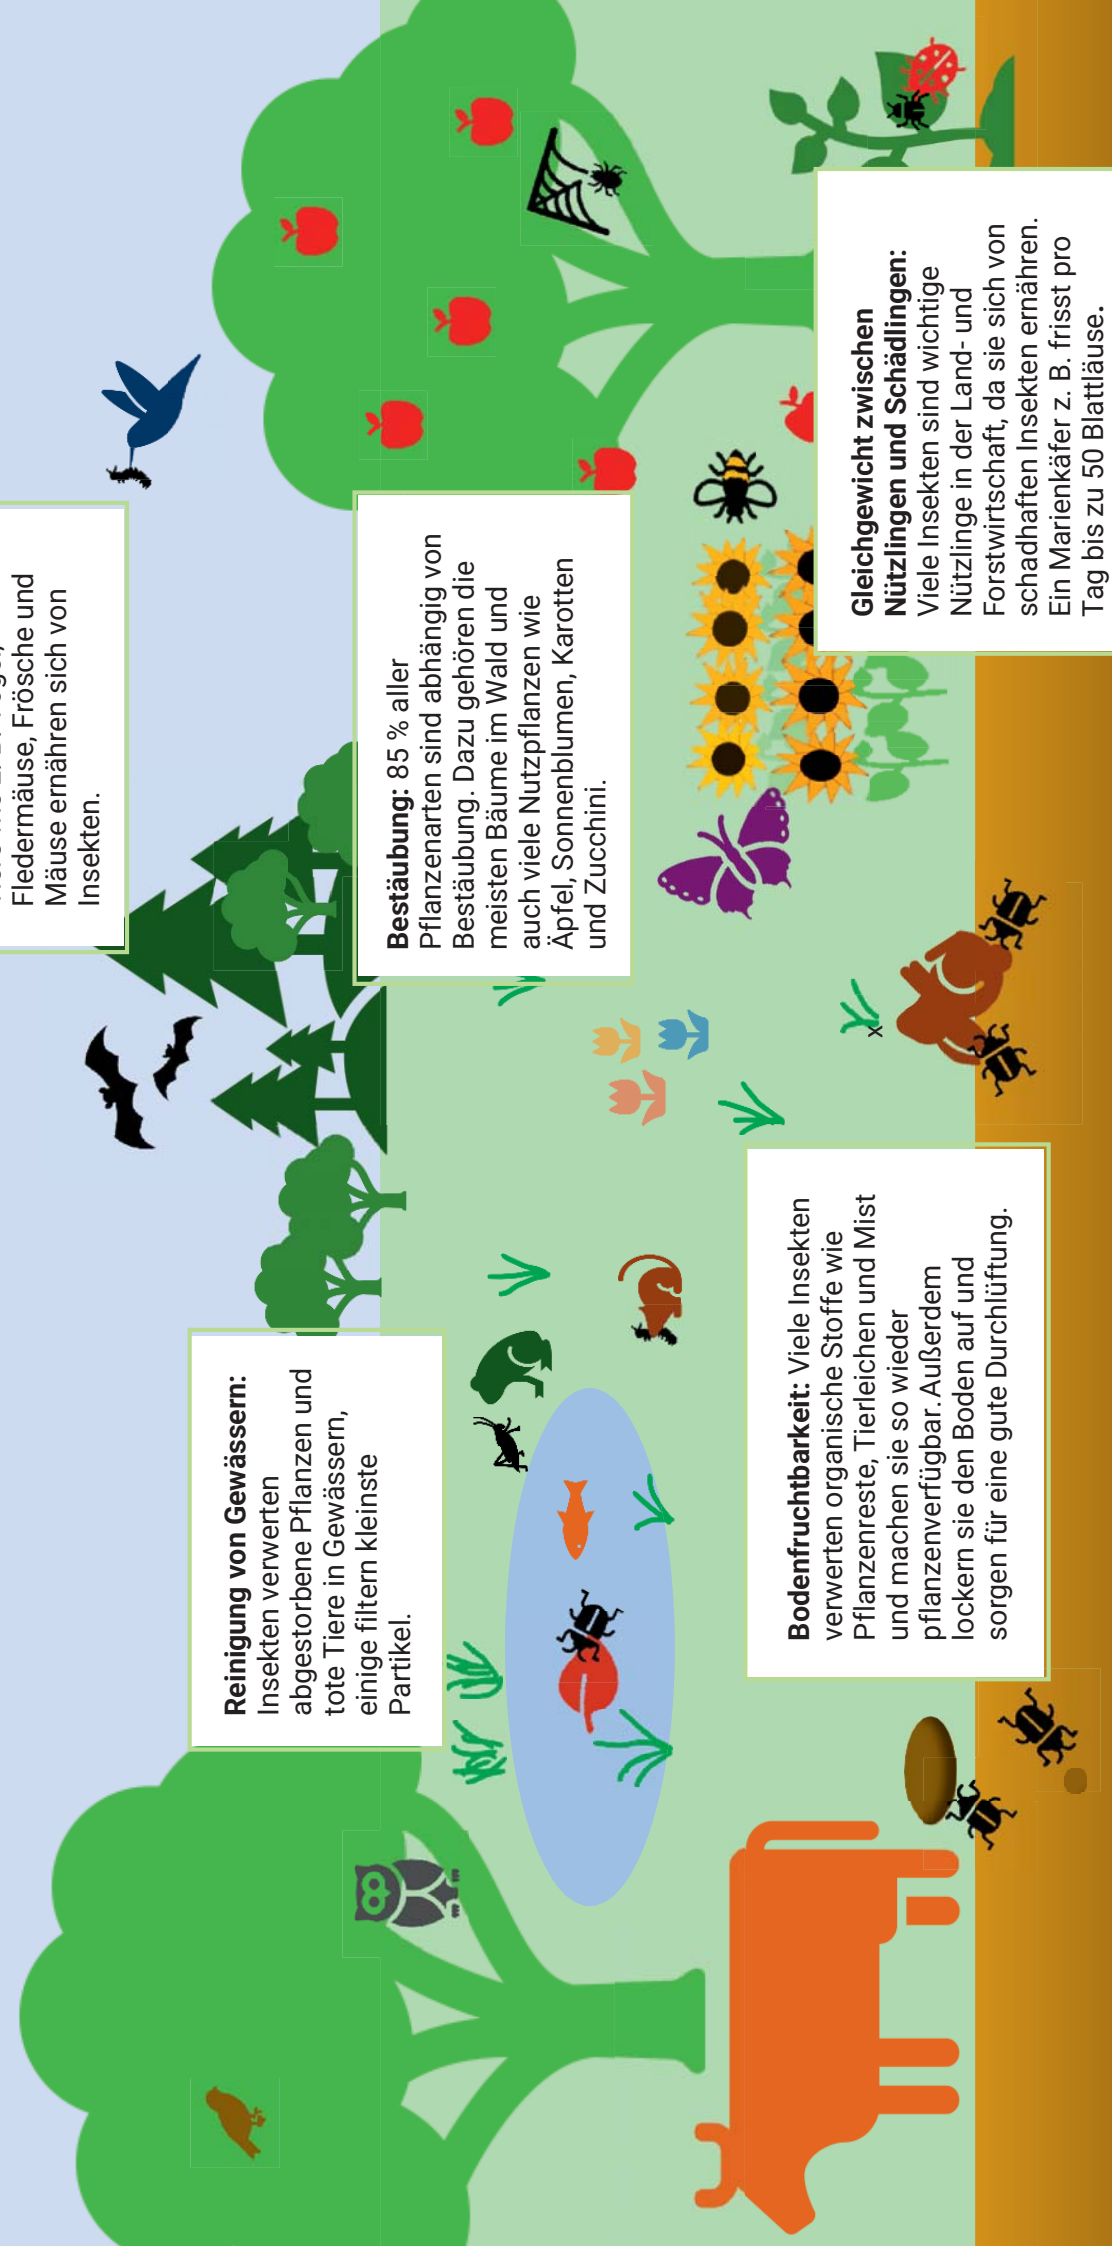 Fledermäuse, Frösche und
Mäuse ernähren sich von
Insekten.
Reinigung von Gewässern:
Insekten verwerten
abgestorbene Pflanzen und
tote Tiere in Gewässern,
einige filtern kleinste
Partikel.
Bestäubung: 85 % aller
Pflanzenarten sind abhängig von
Bestäubung. Dazu gehören die
meisten Bäume im Wald und
auch viele Nutzpflanzen wie
Äpfel, Sonnenblumen, Karotten
und Zucchini.
Bodenfruchtbarkeit: Viele Insekten
verwerten organische Stoffe wie
Pflanzenreste, Tierleichen und Mist
und machen sie so wieder
pflanzenverfügbar. Außerdem
lockern sie den Boden auf und
sorgen für eine gute Durchlüftung.
x
Gleichgewicht zwischen
Nützlingen und Schädlingen:
Viele Insekten sind wichtige
Nützlinge in der Land- und
Forstwirtschaft, da sie sich von
schadhaften Insekten ernähren.
Ein Marienkäfer z. B. frisst pro
Tag bis zu 50 Blattläuse.